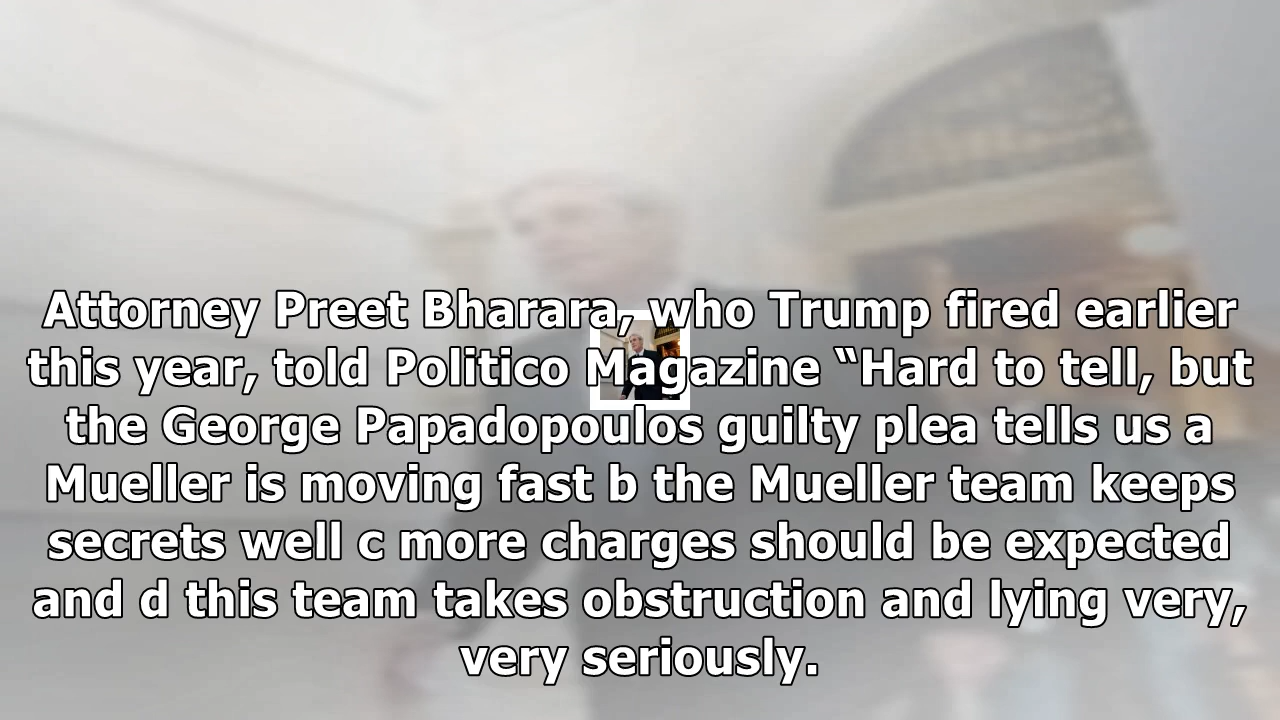 Attorney Preet Bharara, who Trump fired earlier
this year, told Politico Magazine “Hard to tell, but
the George Papadopoulos guilty plea tells us a
Mueller is moving fast b the Mueller team keeps
secrets well c more charges should be expected
and d this team takes obstruction and lying very,
very seriously.